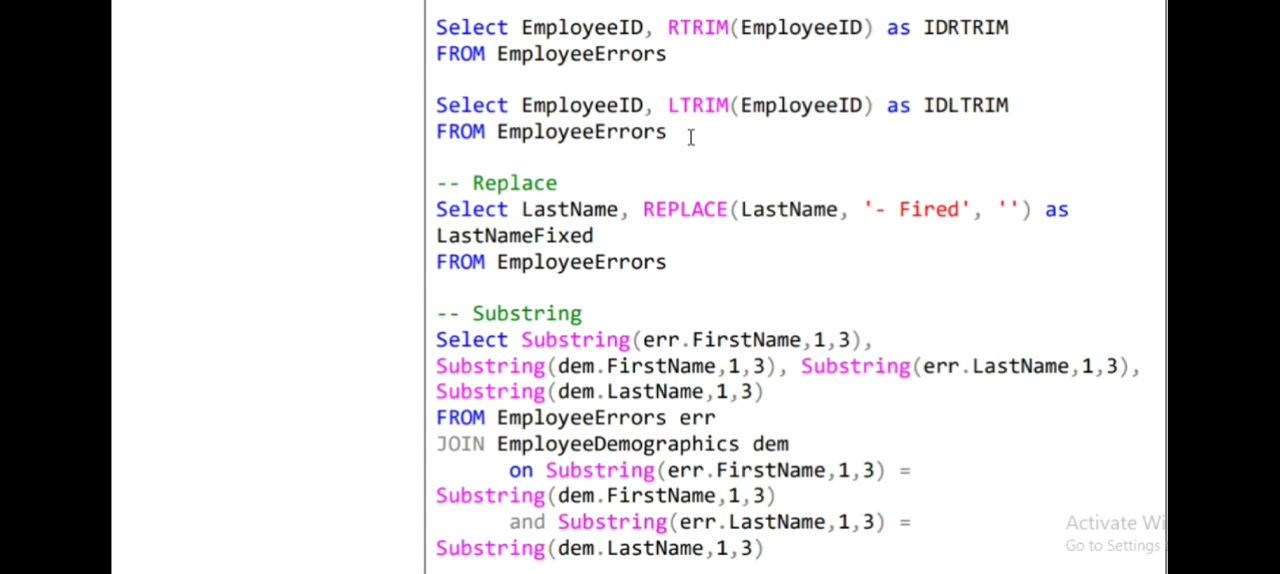 Select EmployeeID, RTRIM(EmployeeID) as IDRTRIM
FROM EmployeeErrors
Select EmployeeID, LTRIM(EmployeeID) as IDLTRIM
FROM EmployeeErrors
-- Replace
Select LastName, REPLACE(LastName, '- Fired', '') as
LastNameFixed
FROM EmployeeErrors
-- Substring
Select Substring(err.FirstName,1,3),
Substring(dem.FirstName,1,3), Substring(err.LastName,1,3),
Substring(dem.LastName,1,3)
FROM EmployeeErrors err
JOIN EmployeeDemographics dem
on Substring(err.FirstName,1,3) =
Substring(dem.FirstName,1,3)
and Substring(err.LastName,1,3) =
Substring(dem.LastName,1,3)
Activate Wi
Go to Settings